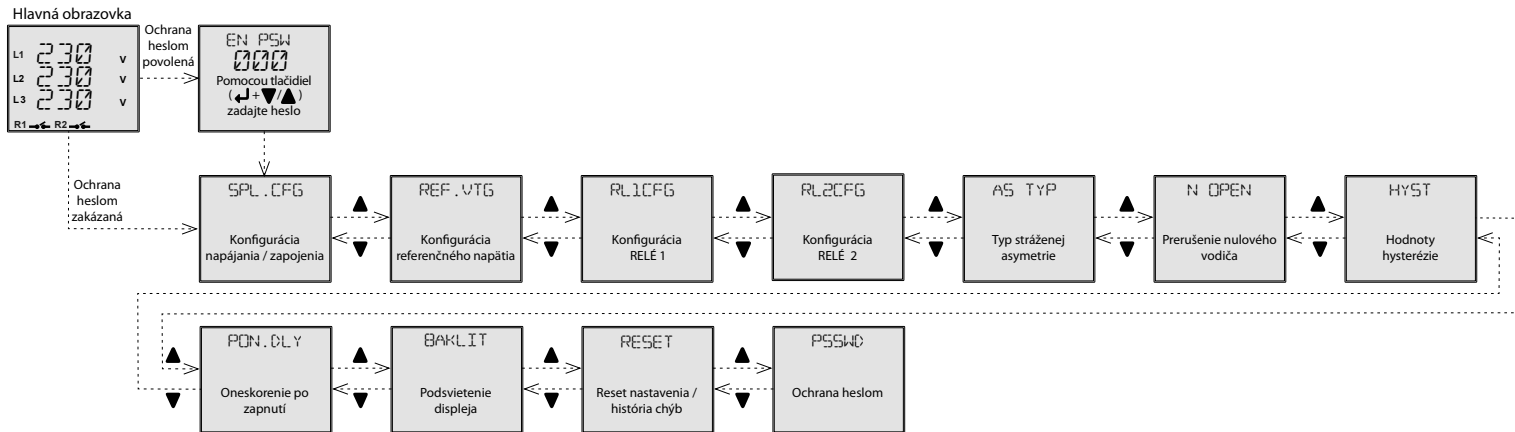 Hlavná obrazovka
L1 230 V
L2 230 V
L3 230 V
R1 R2
Ochrana
heslom
povolená
EN PSW
000
Pomocou tlačidiel
( + / )
zadajte heslo
Ochrana
heslom
zakázaná
SPL.CFG
Konfigurácia
napájania / zapojenia
REF.VTG
Konfigurácia
referenčného napätia
RL1CFG
Konfigurácia
RELÉ 1
RL2CFG
Konfigurácia
RELÉ 2
AS TYP
Typ stráženej
asymetrie
N OPEN
Prerušenie nulového
vodiča
HYST
Hodnoty
hysterézie
PON.DLY
Oneskorenie po
zapnutí
BAKLIT
Podsvietenie
displeja
RESET
Reset nastavenia /
história chýb
PSSWD
Ochrana heslom